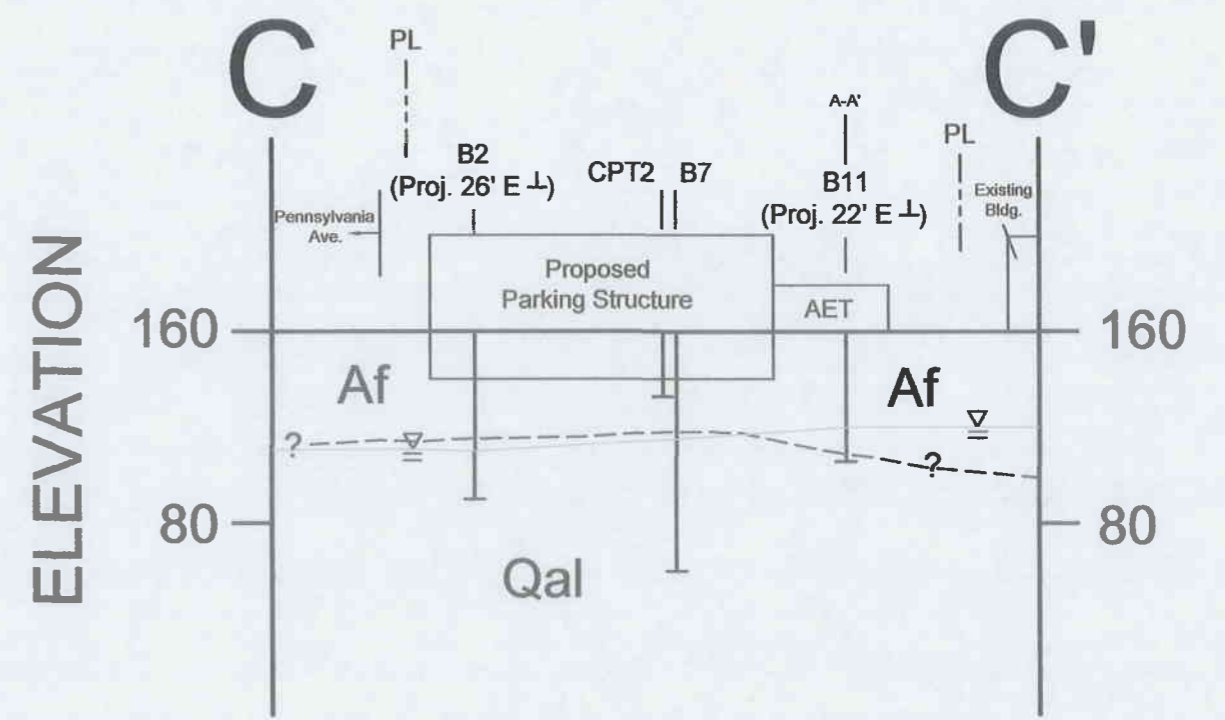 C
C'
PL
A-A'
PL
B2
(Proj. 26' E ⊥)
CPT2
B7
B11
(Proj. 22' E ⊥)
Existing
Bldg.
Pennsylvania
Ave.
Proposed
Parking Structure
AET
ELEVATION
160
160
Af
Af
?
?
80
80
Qal